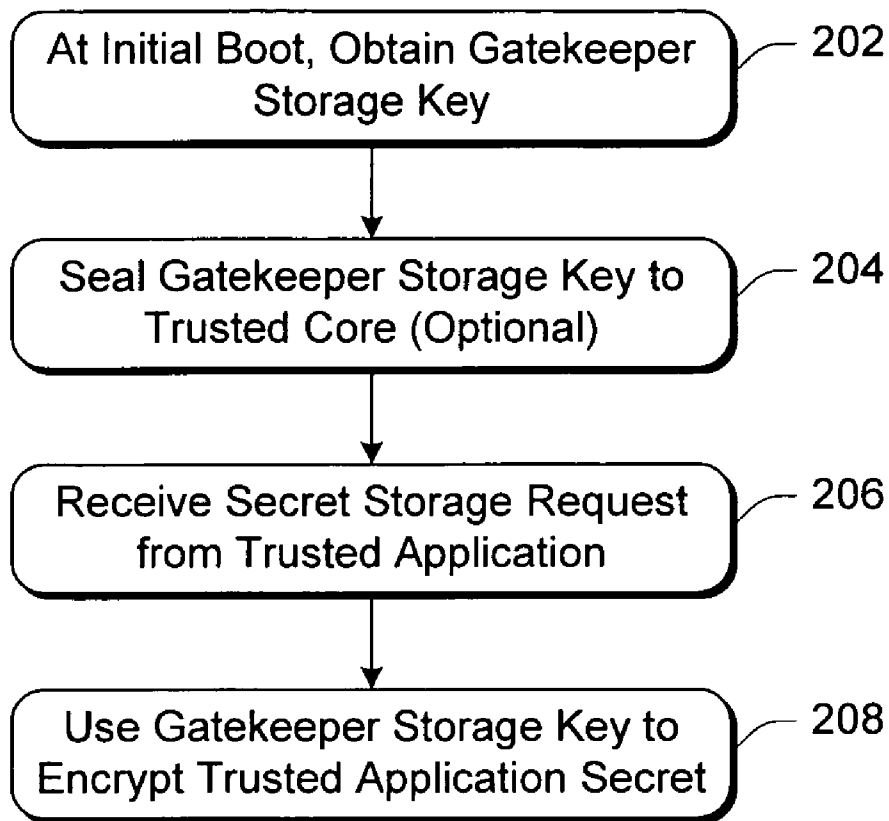 At Initial Boot, Obtain Gatekeeper
Storage Key
202
Seal Gatekeeper Storage Key to
Trusted Core (Optional)
204
Receive Secret Storage Request
from Trusted Application
206
Use Gatekeeper Storage Key to
Encrypt Trusted Application Secret
208